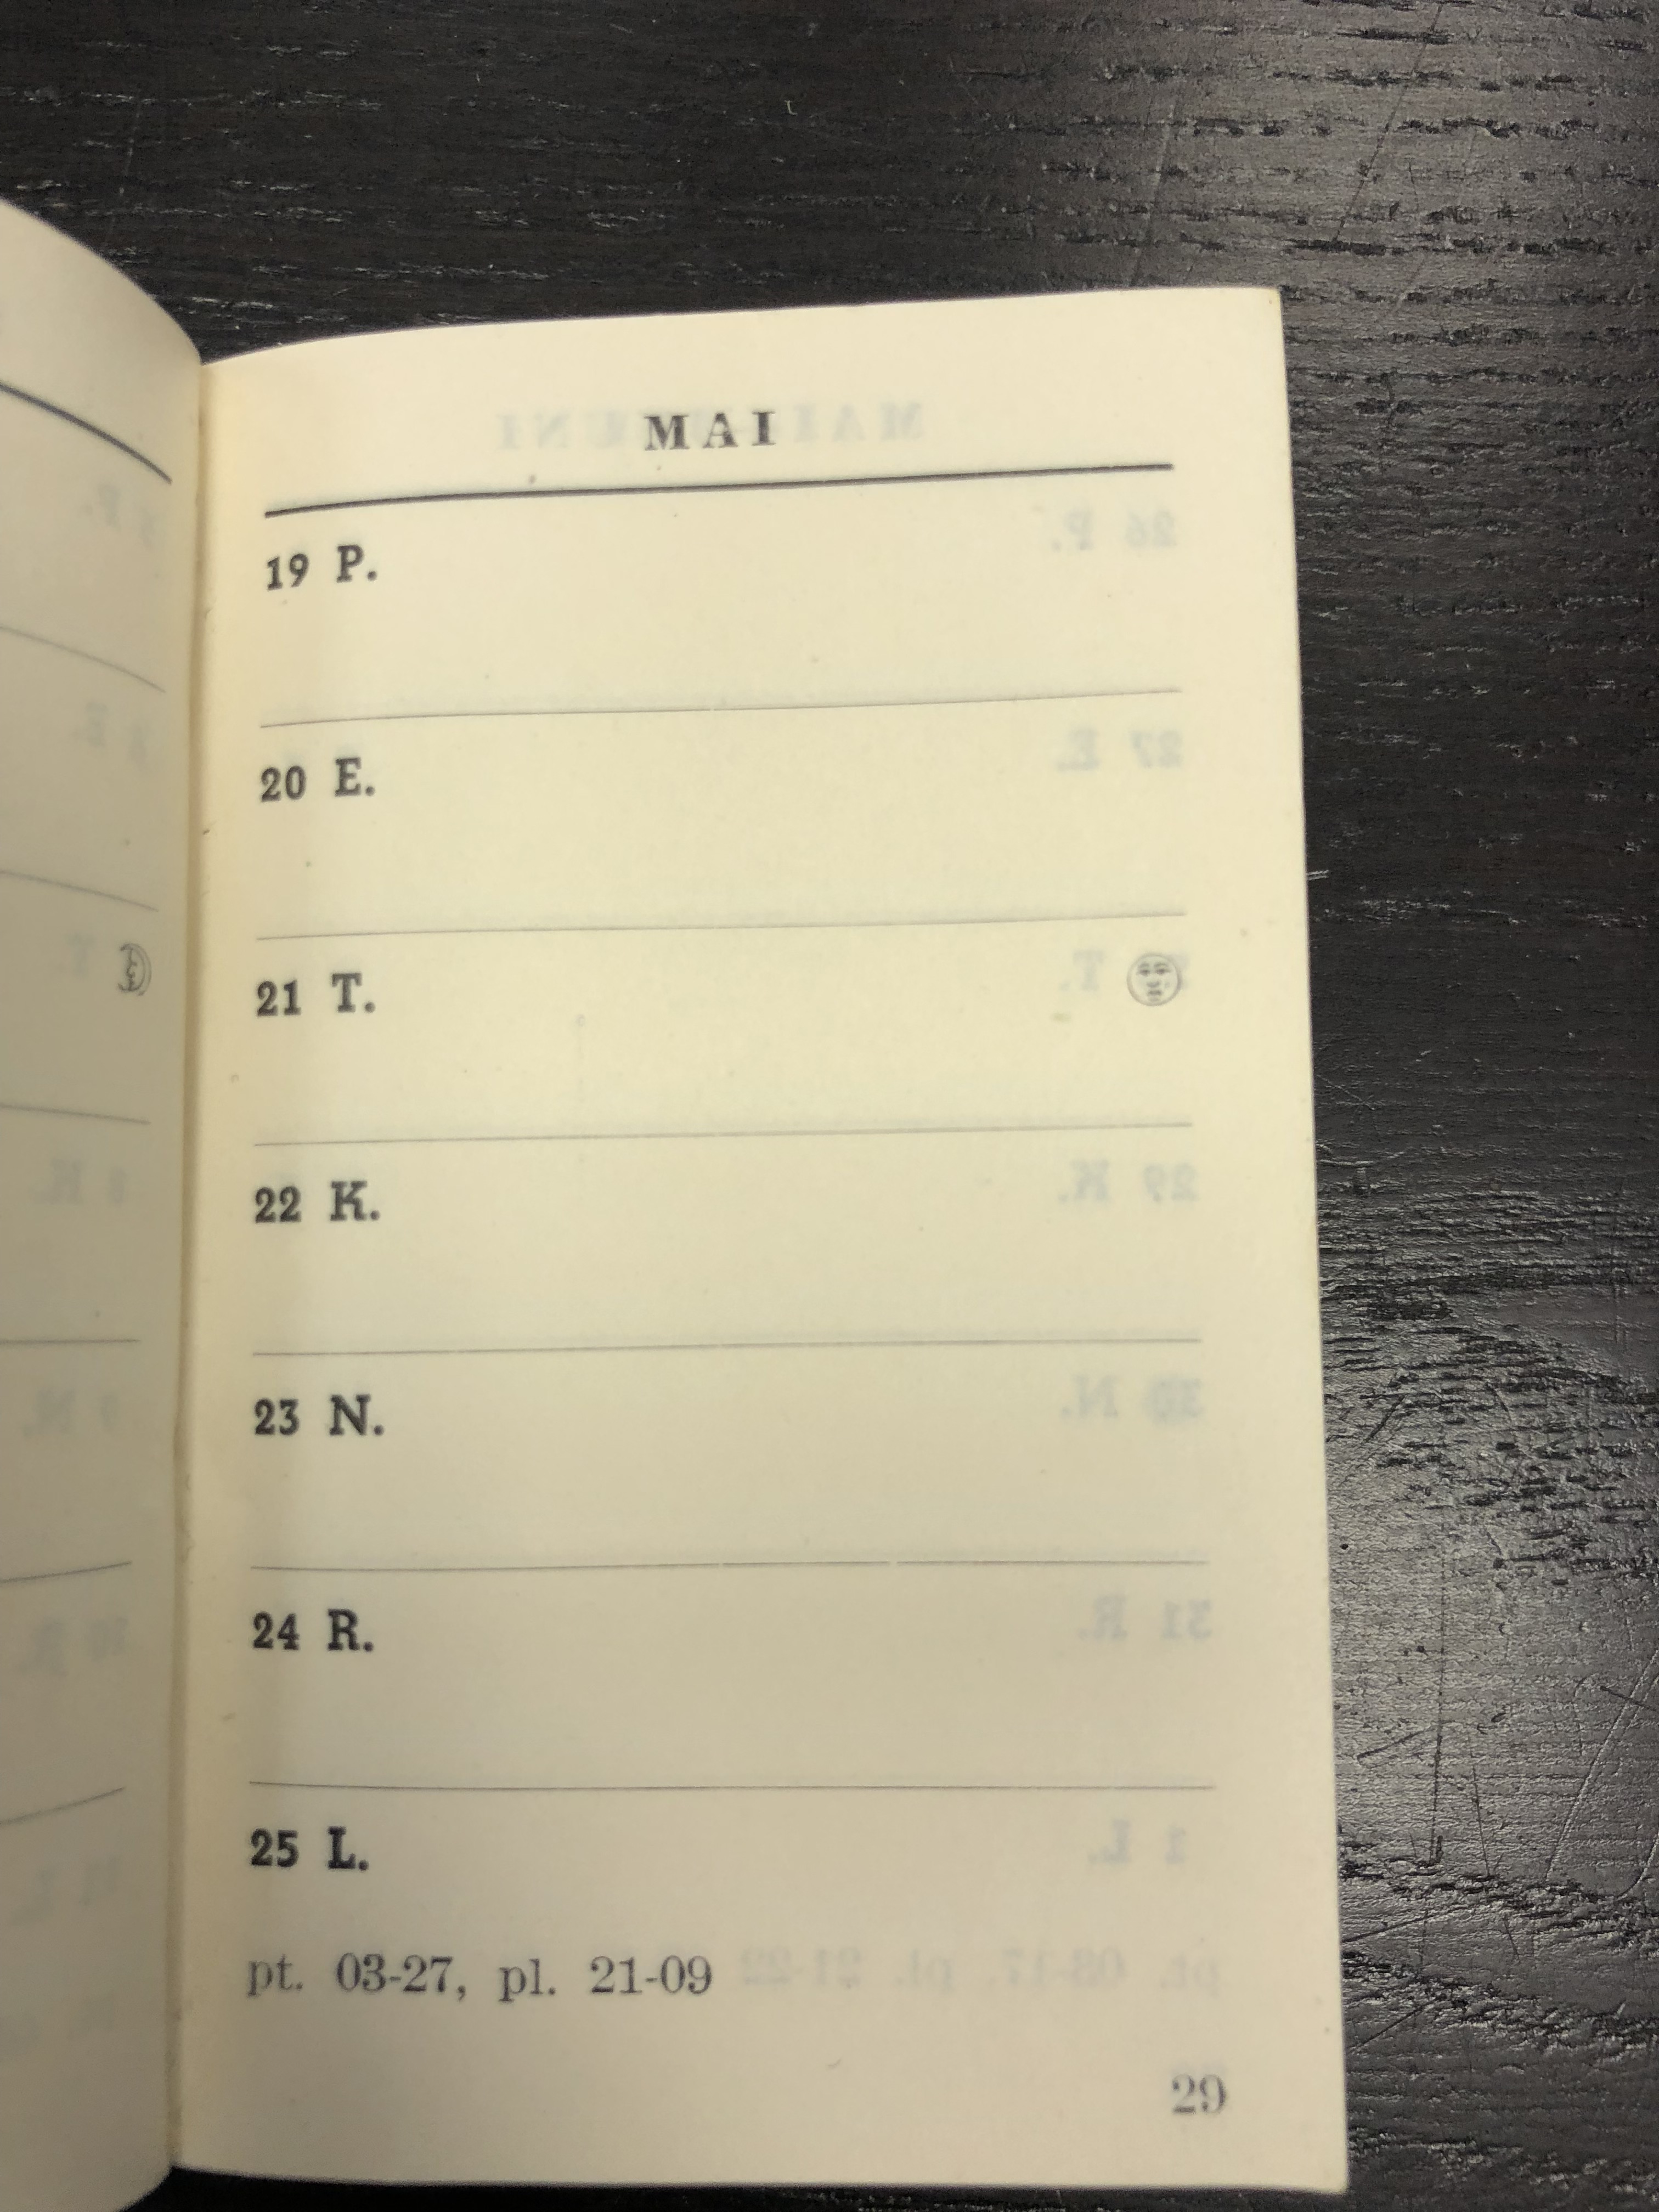 MAI
19 P.
20 E.
21 T.
22 K.
23 N.
24 R.
25 L.
pt. 03-27, pl. 21-09
29